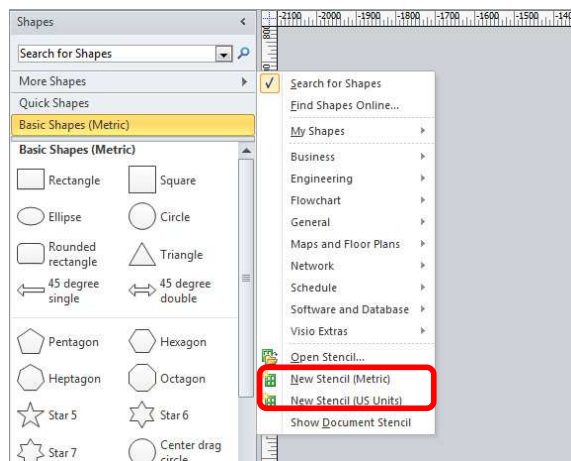 Shapes
Search for Shapes
More Shapes
Quick Shapes
Basic Shapes (Metric)
Basic Shapes (Metric)
Rectangle
Square
Ellipse
Circle
Rounded
rectangle
Triangle
45 degree
single
45 degree
double
Pentagon
Hexagon
Heptagon
Octagon
Star 5
Star 6
Star 7
Center drag
circle
-2100 -2000 -1900 -1800 -1700 -1600 -1500
Search for Shapes
Find Shapes Online...
My Shapes
Business
Engineering
Flowchart
General
Maps and Floor Plans
Network
Schedule
Software and Database
Visio Extras
Open Stencil...
New Stencil (Metric)
New Stencil (US Units)
Show Document Stencil